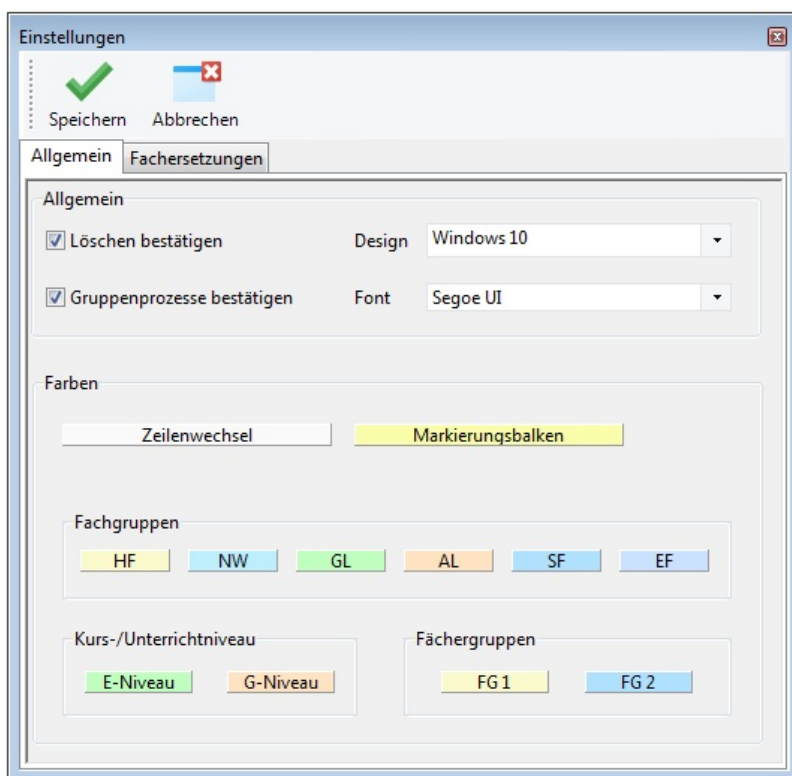 Einstellungen
Speichern Abbrechen
Allgemein Fachersetzungen
Allgemein
Löschen bestätigen Design Windows 10
Gruppenprozesse bestätigen Font Segoe UI
Farben
Zeilenwechsel Markierungsbalken
Fachgruppen
HF NW GL AL SF EF
Kurs-/Unterrichtniveau Fächergruppen
E-Niveau G-Niveau FG 1 FG 2